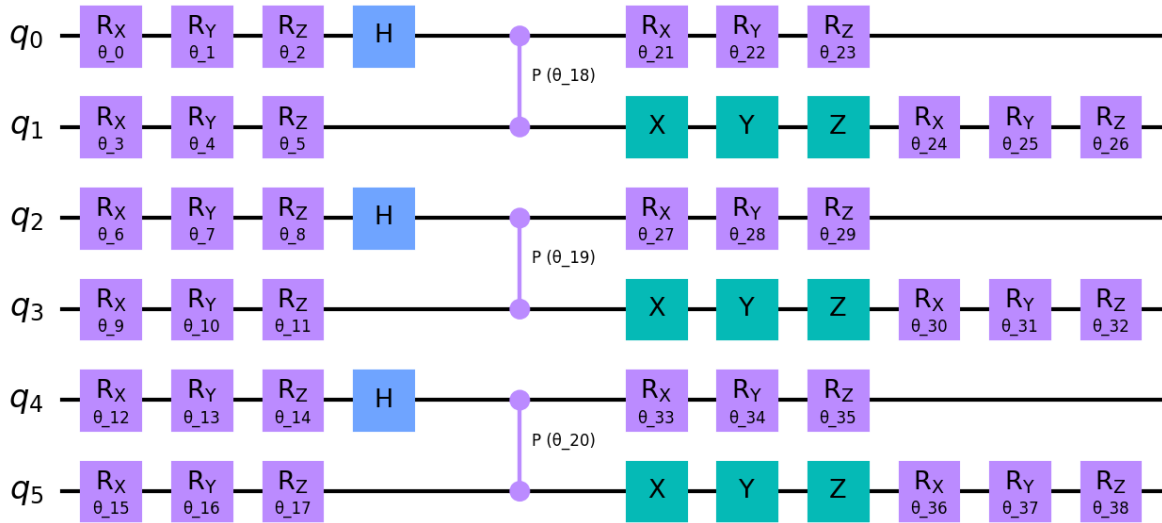 q0 RX θ_0 RY θ_1 RZ θ_2 H RX θ_21 RY θ_22 RZ θ_23
P (θ_18)
q1 RX θ_3 RY θ_4 RZ θ_5 X Y Z RX θ_24 RY θ_25 RZ θ_26
q2 RX θ_6 RY θ_7 RZ θ_8 H RX θ_27 RY θ_28 RZ θ_29
P (θ_19)
q3 RX θ_9 RY θ_10 RZ θ_11 X Y Z RX θ_30 RY θ_31 RZ θ_32
q4 RX θ_12 RY θ_13 RZ θ_14 H RX θ_33 RY θ_34 RZ θ_35
P (θ_20)
q5 RX θ_15 RY θ_16 RZ θ_17 X Y Z RX θ_36 RY θ_37 RZ θ_38